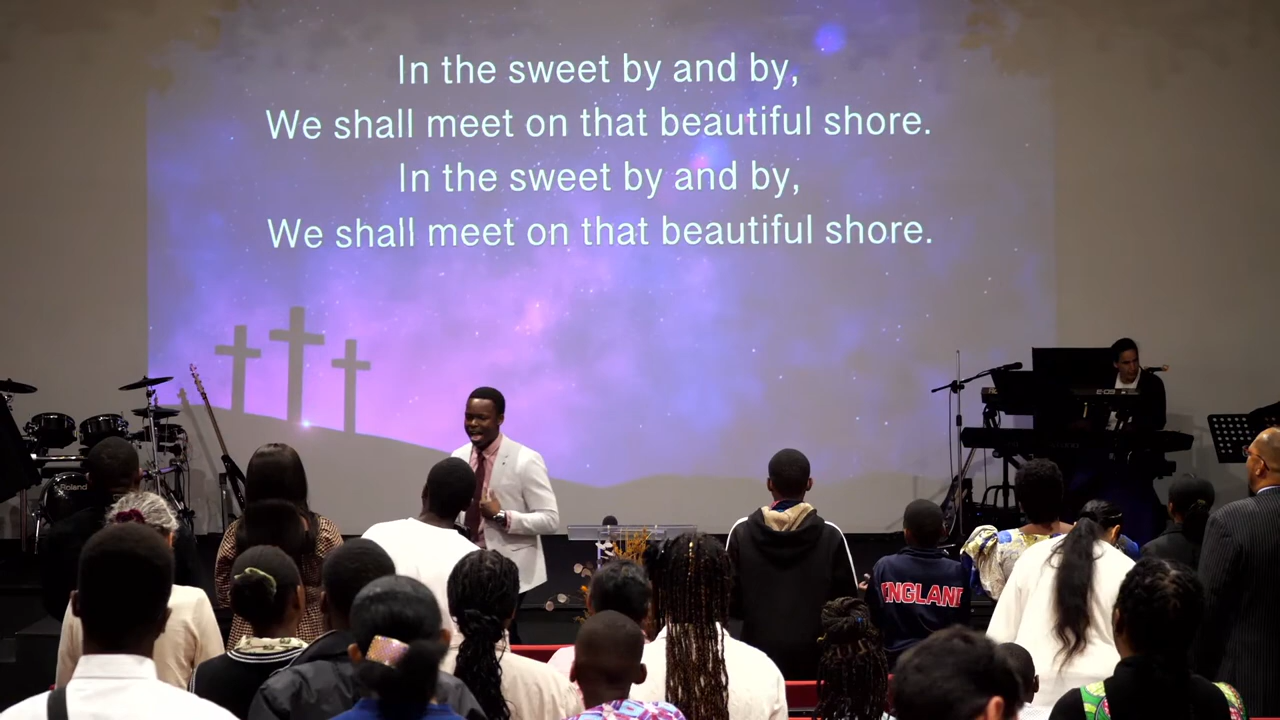 In the sweet by and by,
We shall meet on that beautiful shore.
In the sweet by and by,
We shall meet on that beautiful shore.
Roland
ENGLAND